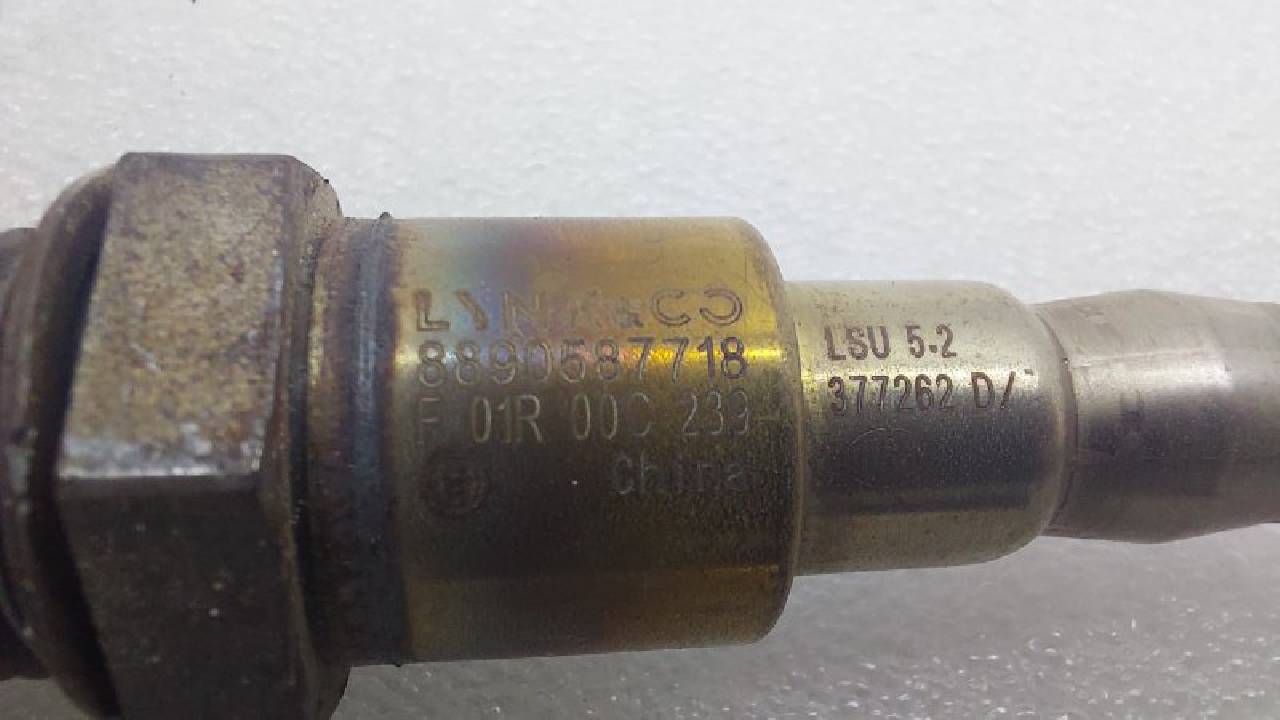 LYNK&CO
8890587718
F 01R 00C 239
China
LSU 5.2
377262 D/